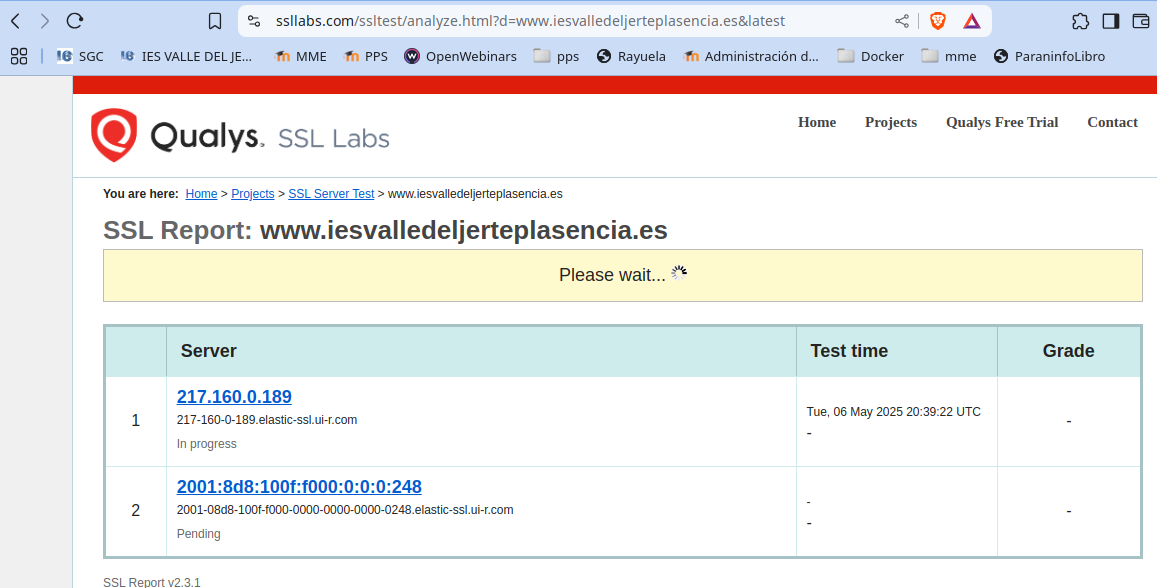 ssllabs.com/ssltest/analyze.html?d=www.iesvalledeljerteplasencia.es&latest
SGC IES VALLE DEL JE... MME PPS OpenWebinars pps Rayuela Administración d... Docker mme ParaninfoLibro
Qualys. SSL Labs
Home Projects Qualys Free Trial Contact
You are here: Home > Projects > SSL Server Test > www.iesvalledeljerteplasencia.es
SSL Report: www.iesvalledeljerteplasencia.es
Please wait...
Server Test time Grade
1
217.160.0.189
217-160-0-189.elastic-ssl.ui-r.com
In progress
Tue, 06 May 2025 20:39:22 UTC
-
-
2
2001:8d8:100f:f000:0:0:0:248
2001-08d8-100f-f000-0000-0000-0000-0248.elastic-ssl.ui-r.com
Pending
-
-
-
SSL Report v2.3.1